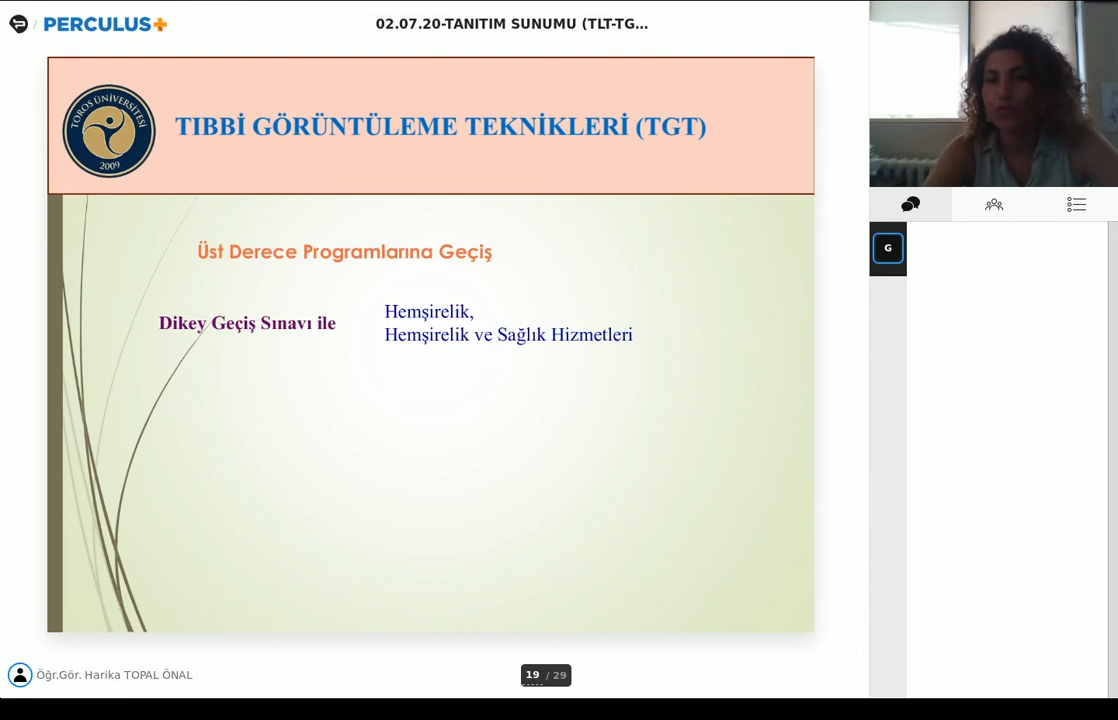 PERCULUS+
02.07.20-TANITIM SUNUMU (TLT-TG...
TOROS ÜNİVERSİTESİ
2009
TIBBİ GÖRÜNTÜLEME TEKNİKLERİ (TGT)
Üst Derece Programlarına Geçiş
Dikey Geçiş Sınavı ile
Hemşirelik,
Hemşirelik ve Sağlık Hizmetleri
G
Öğr.Gör. Harika TOPAL ÖNAL
19 / 29